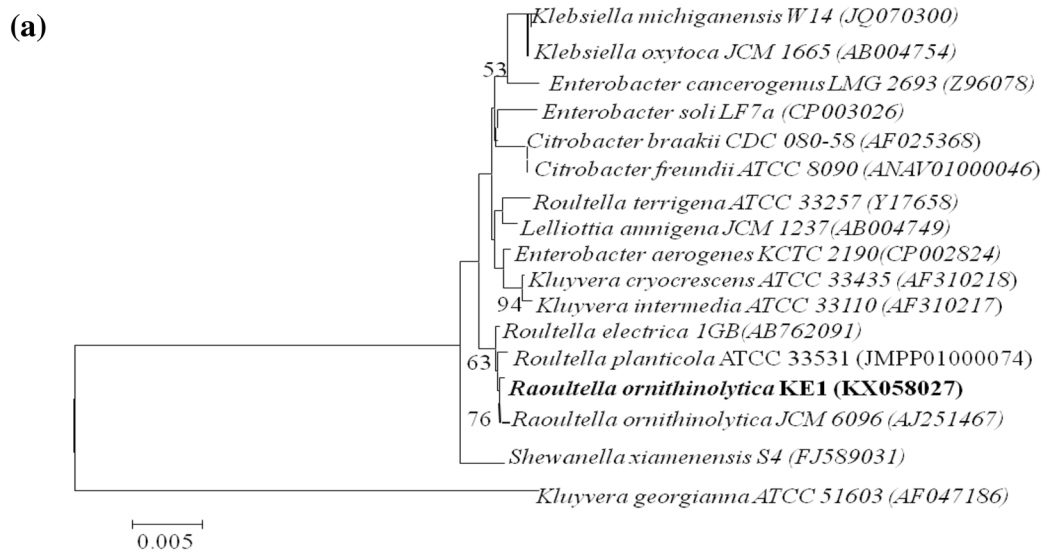 (a)
Klebsiella michiganensis W14 (JQ070300)
Klebsiella oxytoca JCM 1665 (AB004754)
53
Enterobacter cancerogenus LMG 2693 (Z96078)
Enterobacter soli LF7a (CP003026)
Citrobacter braakii CDC 080-58 (AF025368)
Citrobacter freundii ATCC 8090 (ANAV01000046)
Roultella terrigena ATCC 33257 (Y17658)
Lelliottia amnigena JCM 1237(AB004749)
Enterobacter aerogenes KCTC 2190(CP002824)
Kluyvera cryocrescens ATCC 33435 (AF310218)
94
Kluyvera intermedia ATCC 33110 (AF310217)
Roultella electrica 1GB(AB762091)
63
Roultella planticola ATCC 33531 (JMPP01000074)
Raoultella ornithinolytica KE1 (KX058027)
76
Raoultella ornithinolytica JCM 6096 (AJ251467)
Shewanella xiamenensis S4 (FJ589031)
Kluyvera georgianna ATCC 51603 (AF047186)
0.005